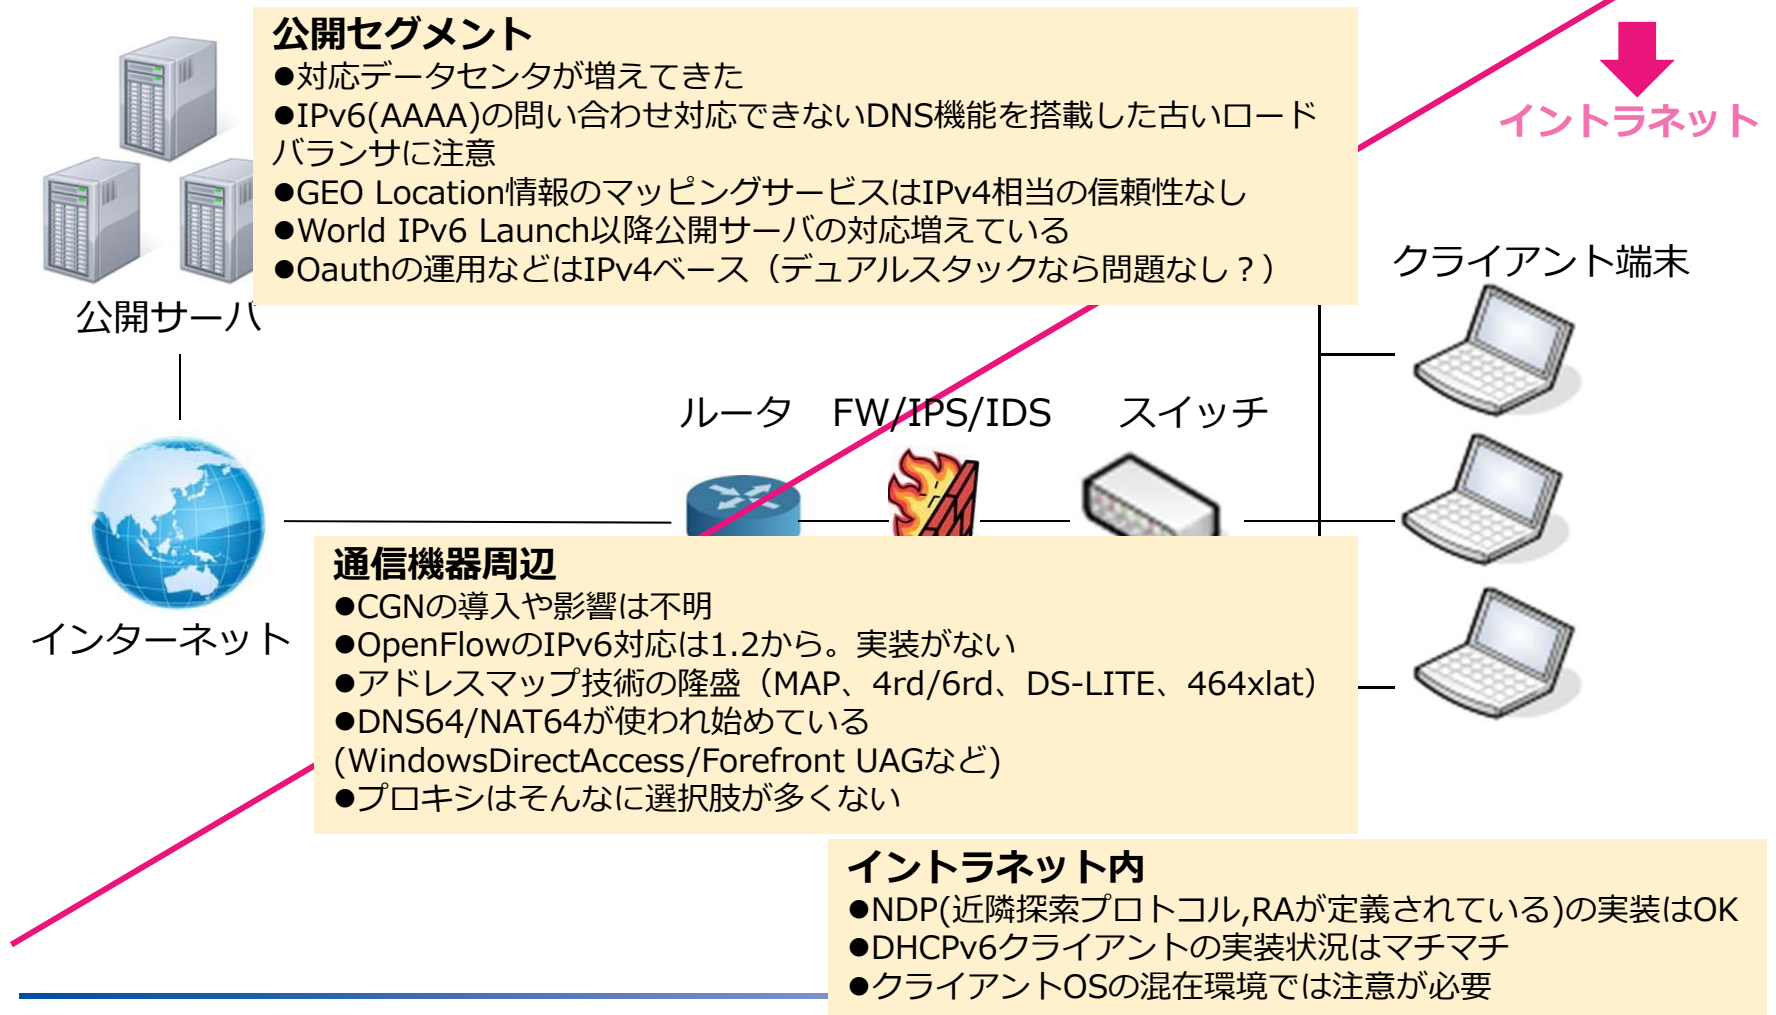 公開セグメント
●対応データセンタが増えてきた
●IPv6(AAAA)の問い合わせ対応できないDNS機能を搭載した古いロード
バランサに注意
●GEO Location情報のマッピングサービスはIPv4相当の信頼性なし
●World IPv6 Launch以降公開サーバの対応増えている
●Oauthの運用などはIPv4ベース（デュアルスタックなら問題なし？）
イントラネット
クライアント端末
公開サーバ
ルータ
FW/IPS/IDS
スイッチ
インターネット
通信機器周辺
●CGNの導入や影響は不明
●OpenFlowのIPv6対応は1.2から。実装がない
●アドレスマップ技術の隆盛（MAP、4rd/6rd、DS-LITE、464xlat）
●DNS64/NAT64が使われ始めている
(WindowsDirectAccess/Forefront UAGなど)
●プロキシはそんなに選択肢が多くない
イントラネット内
●NDP(近隣探索プロトコル,RAが定義されている)の実装はOK
●DHCPv6クライアントの実装状況はマチマチ
●クライアントOSの混在環境では注意が必要